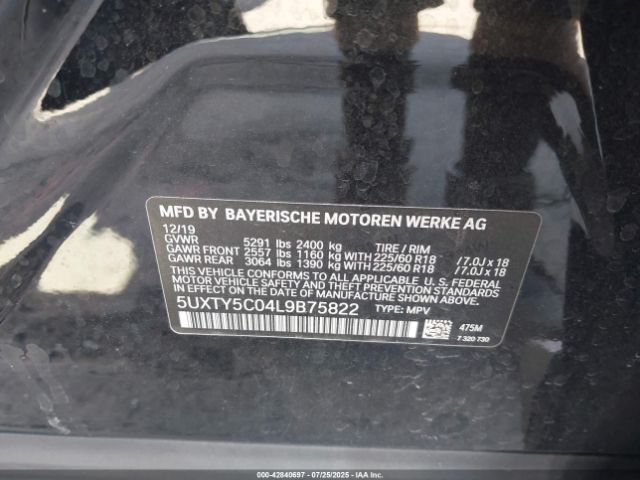 MFD BY BAYERISCHE MOTOREN WERKE AG
12/19
GVWR 5291 lbs 2400 kg TIRE / RIM
GAWR FRONT 2557 lbs 1160 kg WITH 225/60 R18 / 7.0J x 18
GAWR REAR 3064 lbs 1390 kg WITH 225/60 R18 / 7.0J x 18
THIS VEHICLE CONFORMS TO ALL APPLICABLE U. S. FEDERAL
MOTOR VEHICLE SAFETY AND THEFT PREVENTION STANDARDS
IN EFFECT ON THE DATE OF MANUFACTURE SHOWN ABOVE.
5UXTY5C04L9B75822 TYPE: MPV
475M
7 320 730
000-42840697 07/25/2025 Copyright IAA, LLC.